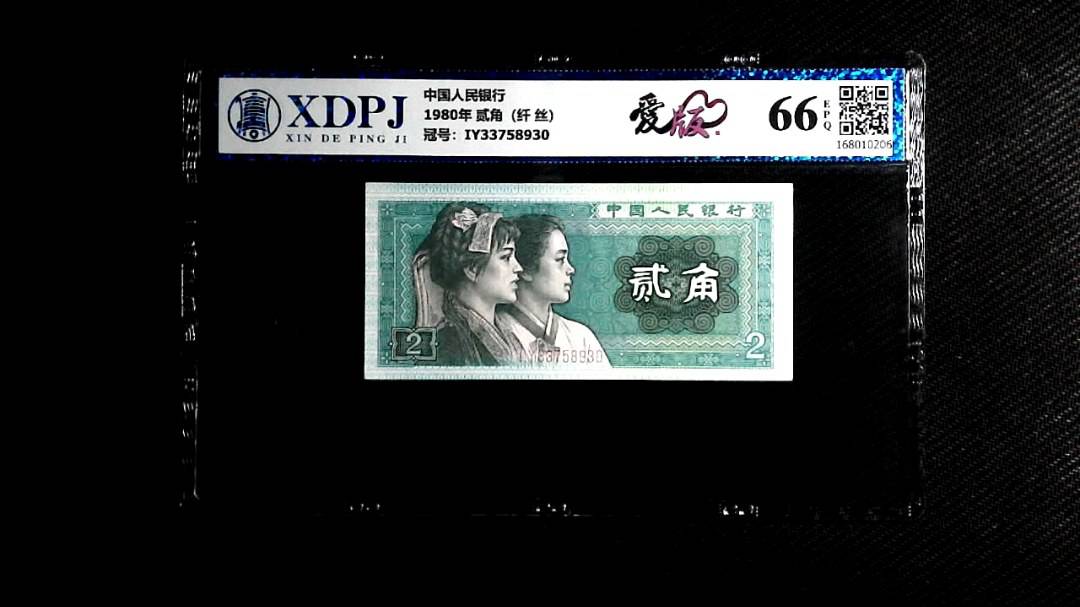 XDPJ
XIN DE PING JI
中国人民银行
1980年 贰角（纤 丝）
冠号：IY33758930
爱版
66
EPQ
168010206
中国人民银行
贰角
2
2
IY33758930